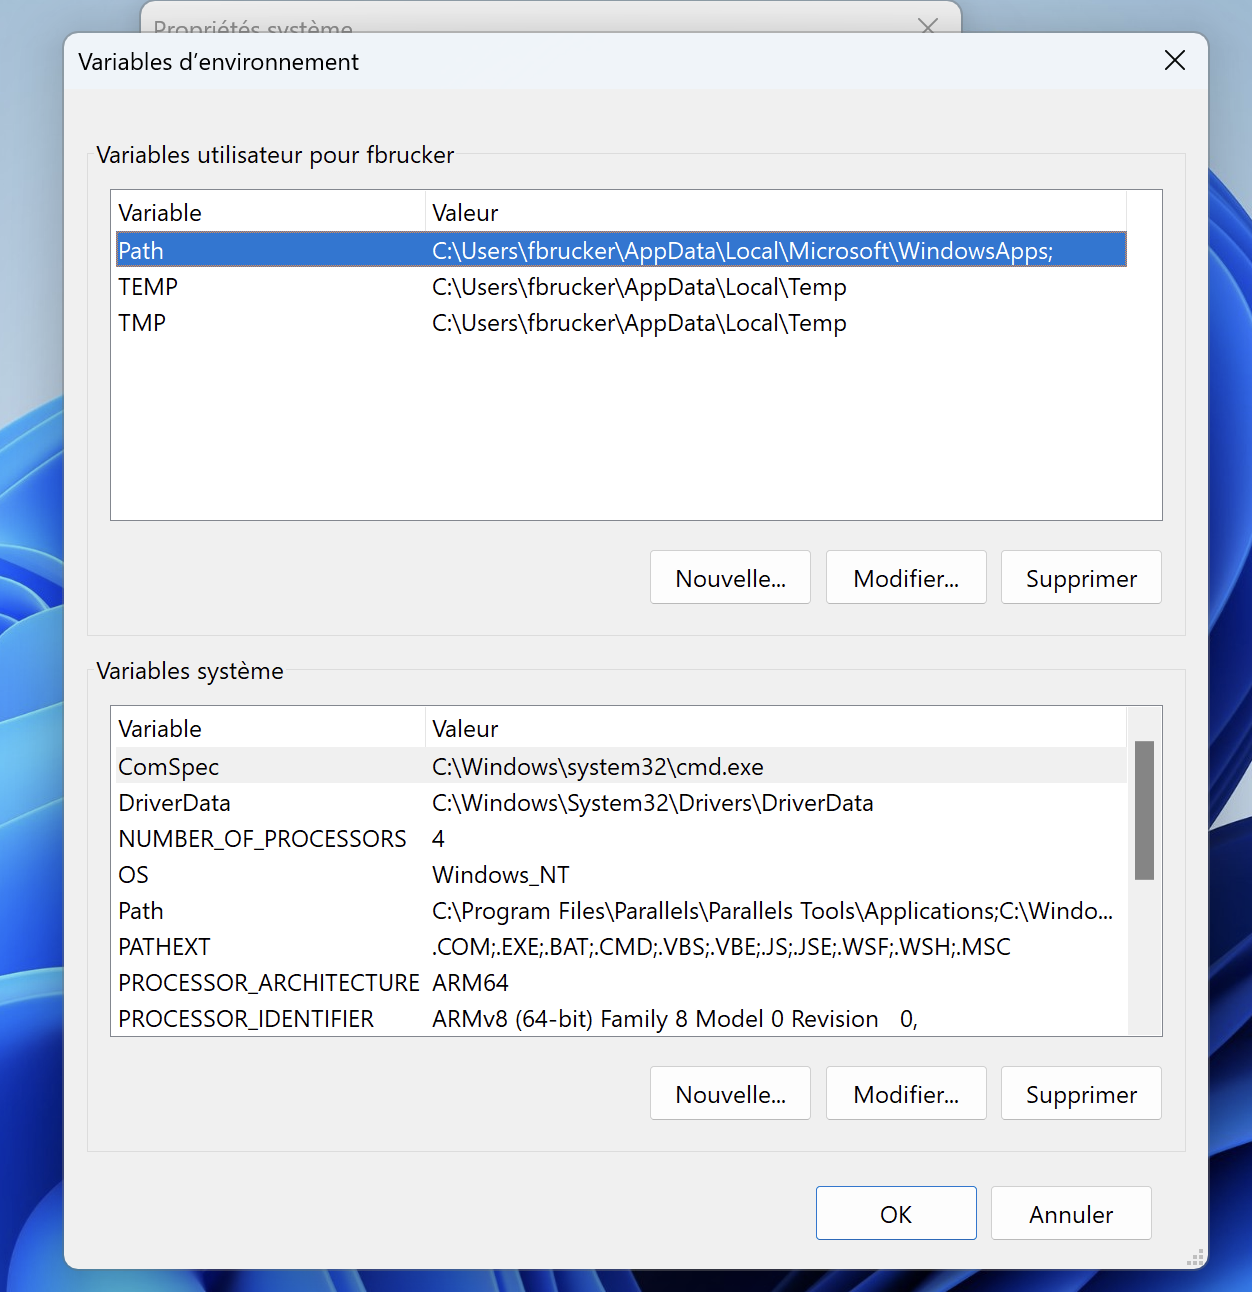 Propriétés système
Variables d’environnement
Variables utilisateur pour fbrucker
Variable Valeur
Path C:\Users\fbrucker\AppData\Local\Microsoft\WindowsApps;
TEMP C:\Users\fbrucker\AppData\Local\Temp
TMP C:\Users\fbrucker\AppData\Local\Temp
Nouvelle... Modifier... Supprimer
Variables système
Variable Valeur
ComSpec C:\Windows\system32\cmd.exe
DriverData C:\Windows\System32\Drivers\DriverData
NUMBER_OF_PROCESSORS 4
OS Windows_NT
Path C:\Program Files\Parallels\Parallels Tools\Applications;C:\Windo...
PATHEXT .COM;.EXE;.BAT;.CMD;.VBS;.VBE;.JS;.JSE;.WSF;.WSH;.MSC
PROCESSOR_ARCHITECTURE ARM64
PROCESSOR_IDENTIFIER ARMv8 (64-bit) Family 8 Model 0 Revision 0,
Nouvelle... Modifier... Supprimer
OK Annuler